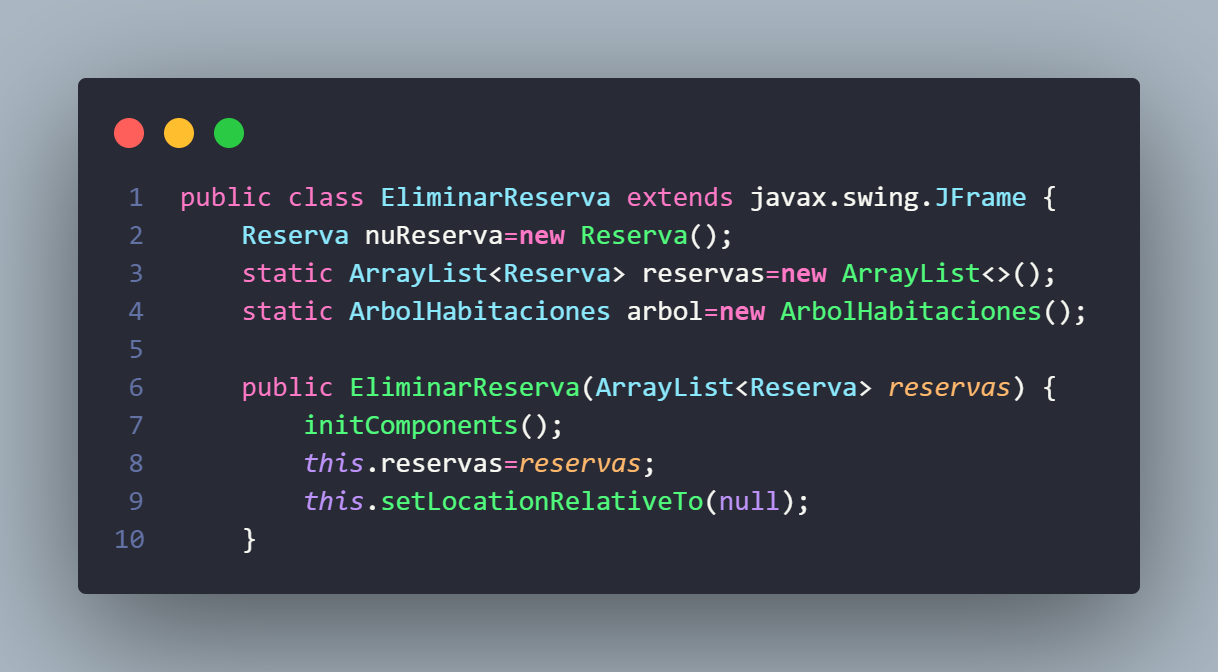 1 public class EliminarReserva extends javax.swing.JFrame {
2     Reserva nuReserva=new Reserva();
3     static ArrayList<Reserva> reservas=new ArrayList<>();
4     static ArbolHabitaciones arbol=new ArbolHabitaciones();
5
6     public EliminarReserva(ArrayList<Reserva> reservas) {
7         initComponents();
8         this.reservas=reservas;
9         this.setLocationRelativeTo(null);
10     }